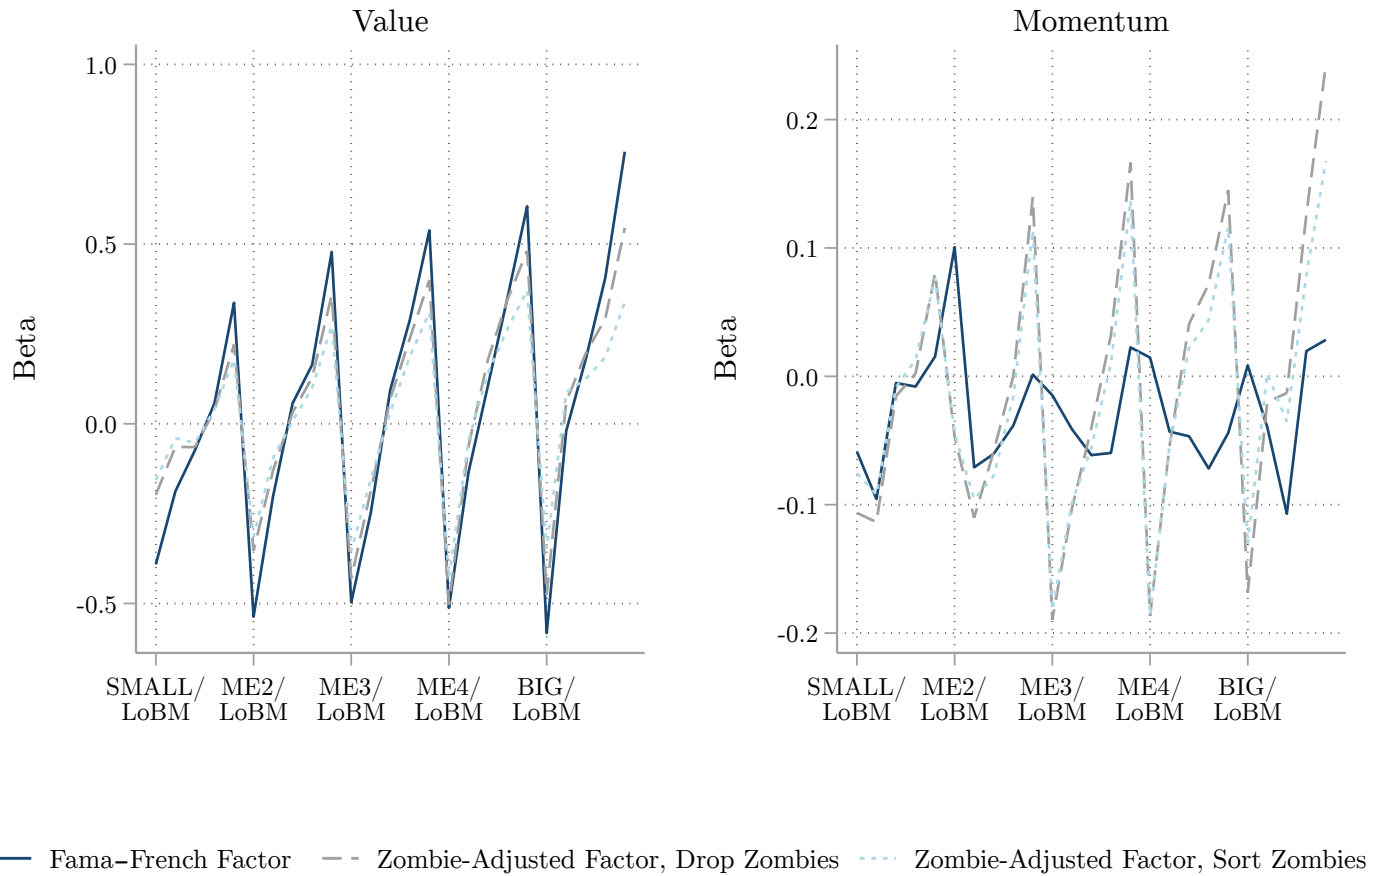 Value
Momentum
Beta
1.0
0.5
0.0
-0.5
SMALL/ ME2/ ME3/ ME4/ BIG/
LoBM LoBM LoBM LoBM LoBM
Beta
0.2
0.1
0.0
-0.1
-0.2
SMALL/ ME2/ ME3/ ME4/ BIG/
LoBM LoBM LoBM LoBM LoBM
Fama–French Factor
Zombie-Adjusted Factor, Drop Zombies
Zombie-Adjusted Factor, Sort Zombies